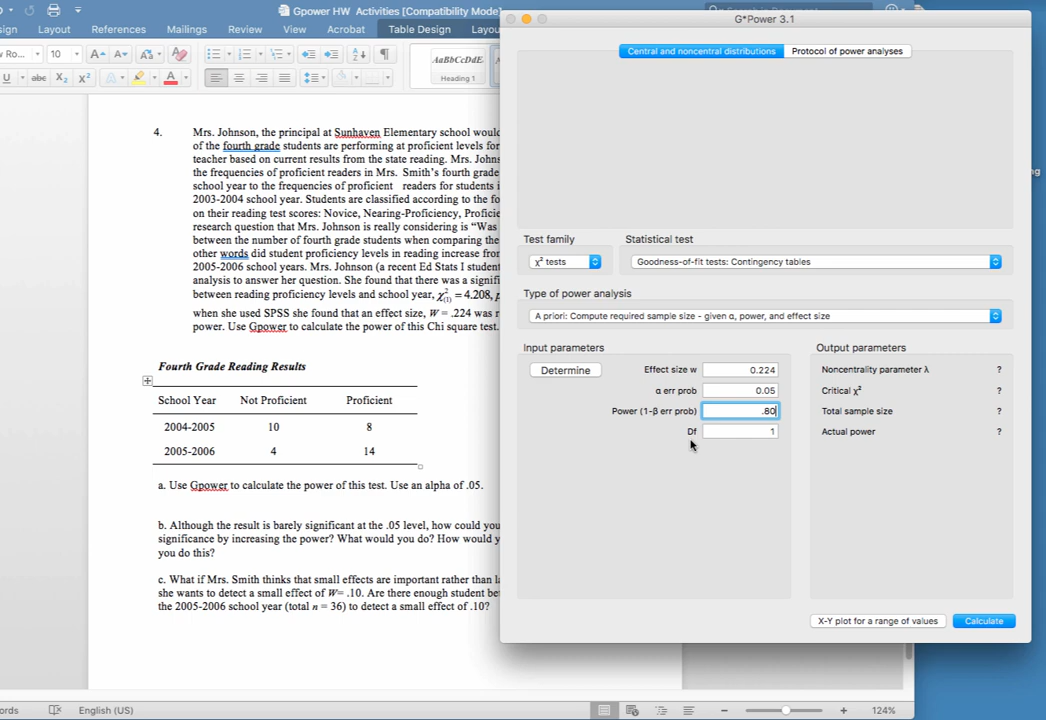 Gpower HW Activities [Compatibility Mode]
Layout References Mailings Review View Acrobat Table Design
10
abc X₂ X² A
AaBbCcDdE
Heading 1
4. Mrs. Johnson, the principal at Sunhaven Elementary school would
of the fourth grade students are performing at proficient levels for
teacher based on current results from the state reading. Mrs. Johns
the frequencies of proficient readers in Mrs. Smith's fourth grade
school year to the frequencies of proficient readers for students i
2003-2004 school year. Students are classified according to the fo
on their reading test scores: Novice, Nearing-Proficiency, Proficie
research question that Mrs. Johnson is really considering is "Was
between the number of fourth grade students when comparing the
other words did student proficiency levels in reading increase from
2005-2006 school years. Mrs. Johnson (a recent Ed Stats I student
analysis to answer her question. She found that there was a signifi
between reading proficiency levels and school year, χ²(1) = 4.208, p
when she used SPSS she found that an effect size, W = .224 was r
power. Use Gpower to calculate the power of this Chi square test.
Fourth Grade Reading Results
School Year Not Proficient Proficient
2004-2005 10 8
2005-2006 4 14
a. Use Gpower to calculate the power of this test. Use an alpha of .05.
b. Although the result is barely significant at the .05 level, how could you
significance by increasing the power? What would you do? How would y
you do this?
c. What if Mrs. Smith thinks that small effects are important rather than la
she wants to detect a small effect of W= .10. Are there enough student be
the 2005-2006 school year (total n = 36) to detect a small effect of .10?
English (US)
124%
G*Power 3.1
Central and noncentral distributions Protocol of power analyses
Test family Statistical test
χ² tests Goodness-of-fit tests: Contingency tables
Type of power analysis
A priori: Compute required sample size - given α, power, and effect size
Input parameters Output parameters
Determine Effect size w 0.224 Noncentrality parameter λ ?
α err prob 0.05 Critical χ² ?
Power (1-β err prob) .80 Total sample size ?
Df 1 Actual power ?
X-Y plot for a range of values Calculate